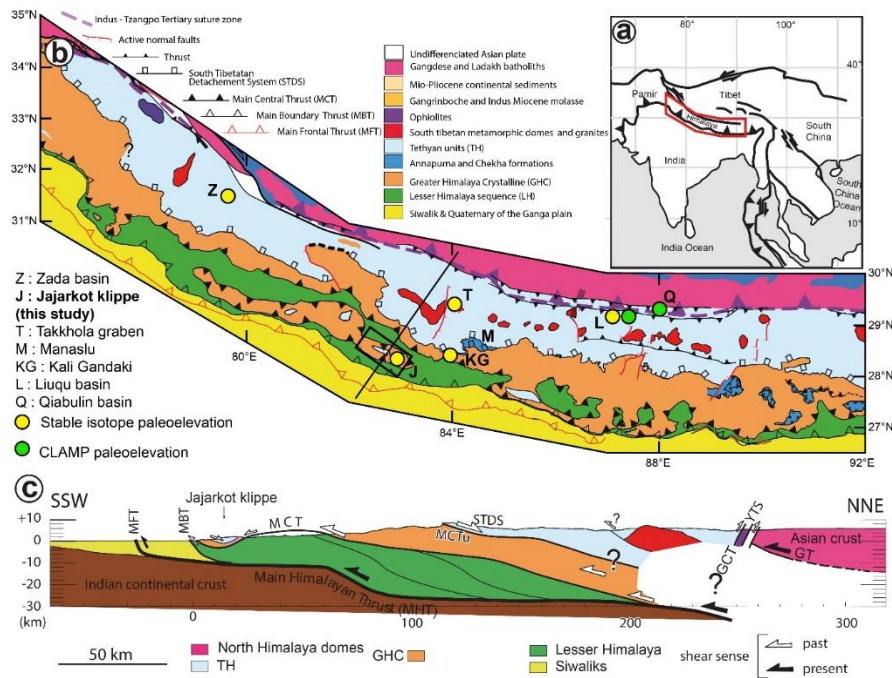 35°N
34°N
33°N
32°N
31°N
b
Indus - Tzangpo Tertiary suture zone
Active normal faults
Thrust
South Tibetatan
Detachement System (STDS)
Main Central Thrust (MCT)
Main Boundary Thrust (MBT)
Main Frontal Thrust (MFT)
Undifferenciated Asian plate
Gangdese and Ladakh batholiths
Mio-Pliocene continental sediments
Gangrinboche and Indus Miocene molasse
Ophiolites
South tibetan metamorphic domes and granites
Tethyan units (TH)
Annapurna and Chekha formations
Greater Himalaya Crystalline (GHC)
Lesser Himalaya sequence (LH)
Siwalik & Quaternary of the Ganga plain
a
80°
100°
40°
Pamir
Tibet
Himalaya
South
China
India
South
China
Ocean
India Ocean
?
Z
T
L
Q
M
KG
J
30°N
29°N
28°N
27°N
80°E
84°E
88°E
92°E
Z : Zada basin
J : Jajarkot klippe
(this study)
T : Takkhola graben
M : Manaslu
KG : Kali Gandaki
L : Liuqu basin
Q : Qiabulin basin
Stable isotope paleoelevation
CLAMP paleoelevation
c
SSW
NNE
Jajarkot klippe
MFT
MBT
MCT
STDS
MCTu
?
?
?
GCT
YTS
Asian crust
GT
+10
0
-10
-20
-30
(km)
Indian continental crust
Main Himalayan Thrust (MHT)
0
100
200
300
50 km
North Himalaya domes
TH
GHC
Lesser Himalaya
Siwaliks
shear sense
past
present